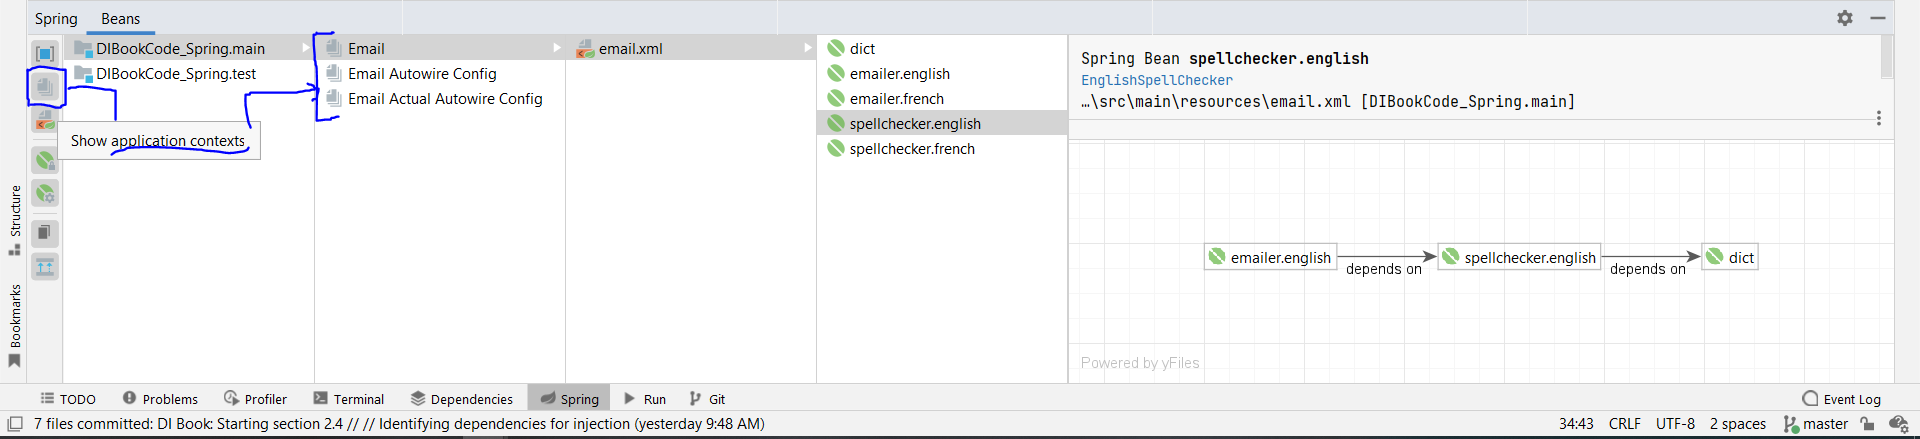 Spring Beans
DIBookCode_Spring.main
DIBookCode_Spring.test
Show application contexts
Email
Email Autowire Config
Email Actual Autowire Config
email.xml
dict
emailer.english
emailer.french
spellchecker.english
spellchecker.french
Spring Bean spellchecker.english
EnglishSpellChecker
…\src\main\resources\email.xml [DIBookCode_Spring.main]
emailer.english
depends on
spellchecker.english
depends on
dict
Powered by yFiles
Structure
Bookmarks
TODO Problems Profiler Terminal Dependencies Spring Run Git Event Log
7 files committed: DI Book: Starting section 2.4 // // Identifying dependencies for injection (yesterday 9:48 AM) 34:43 CRLF UTF-8 2 spaces master